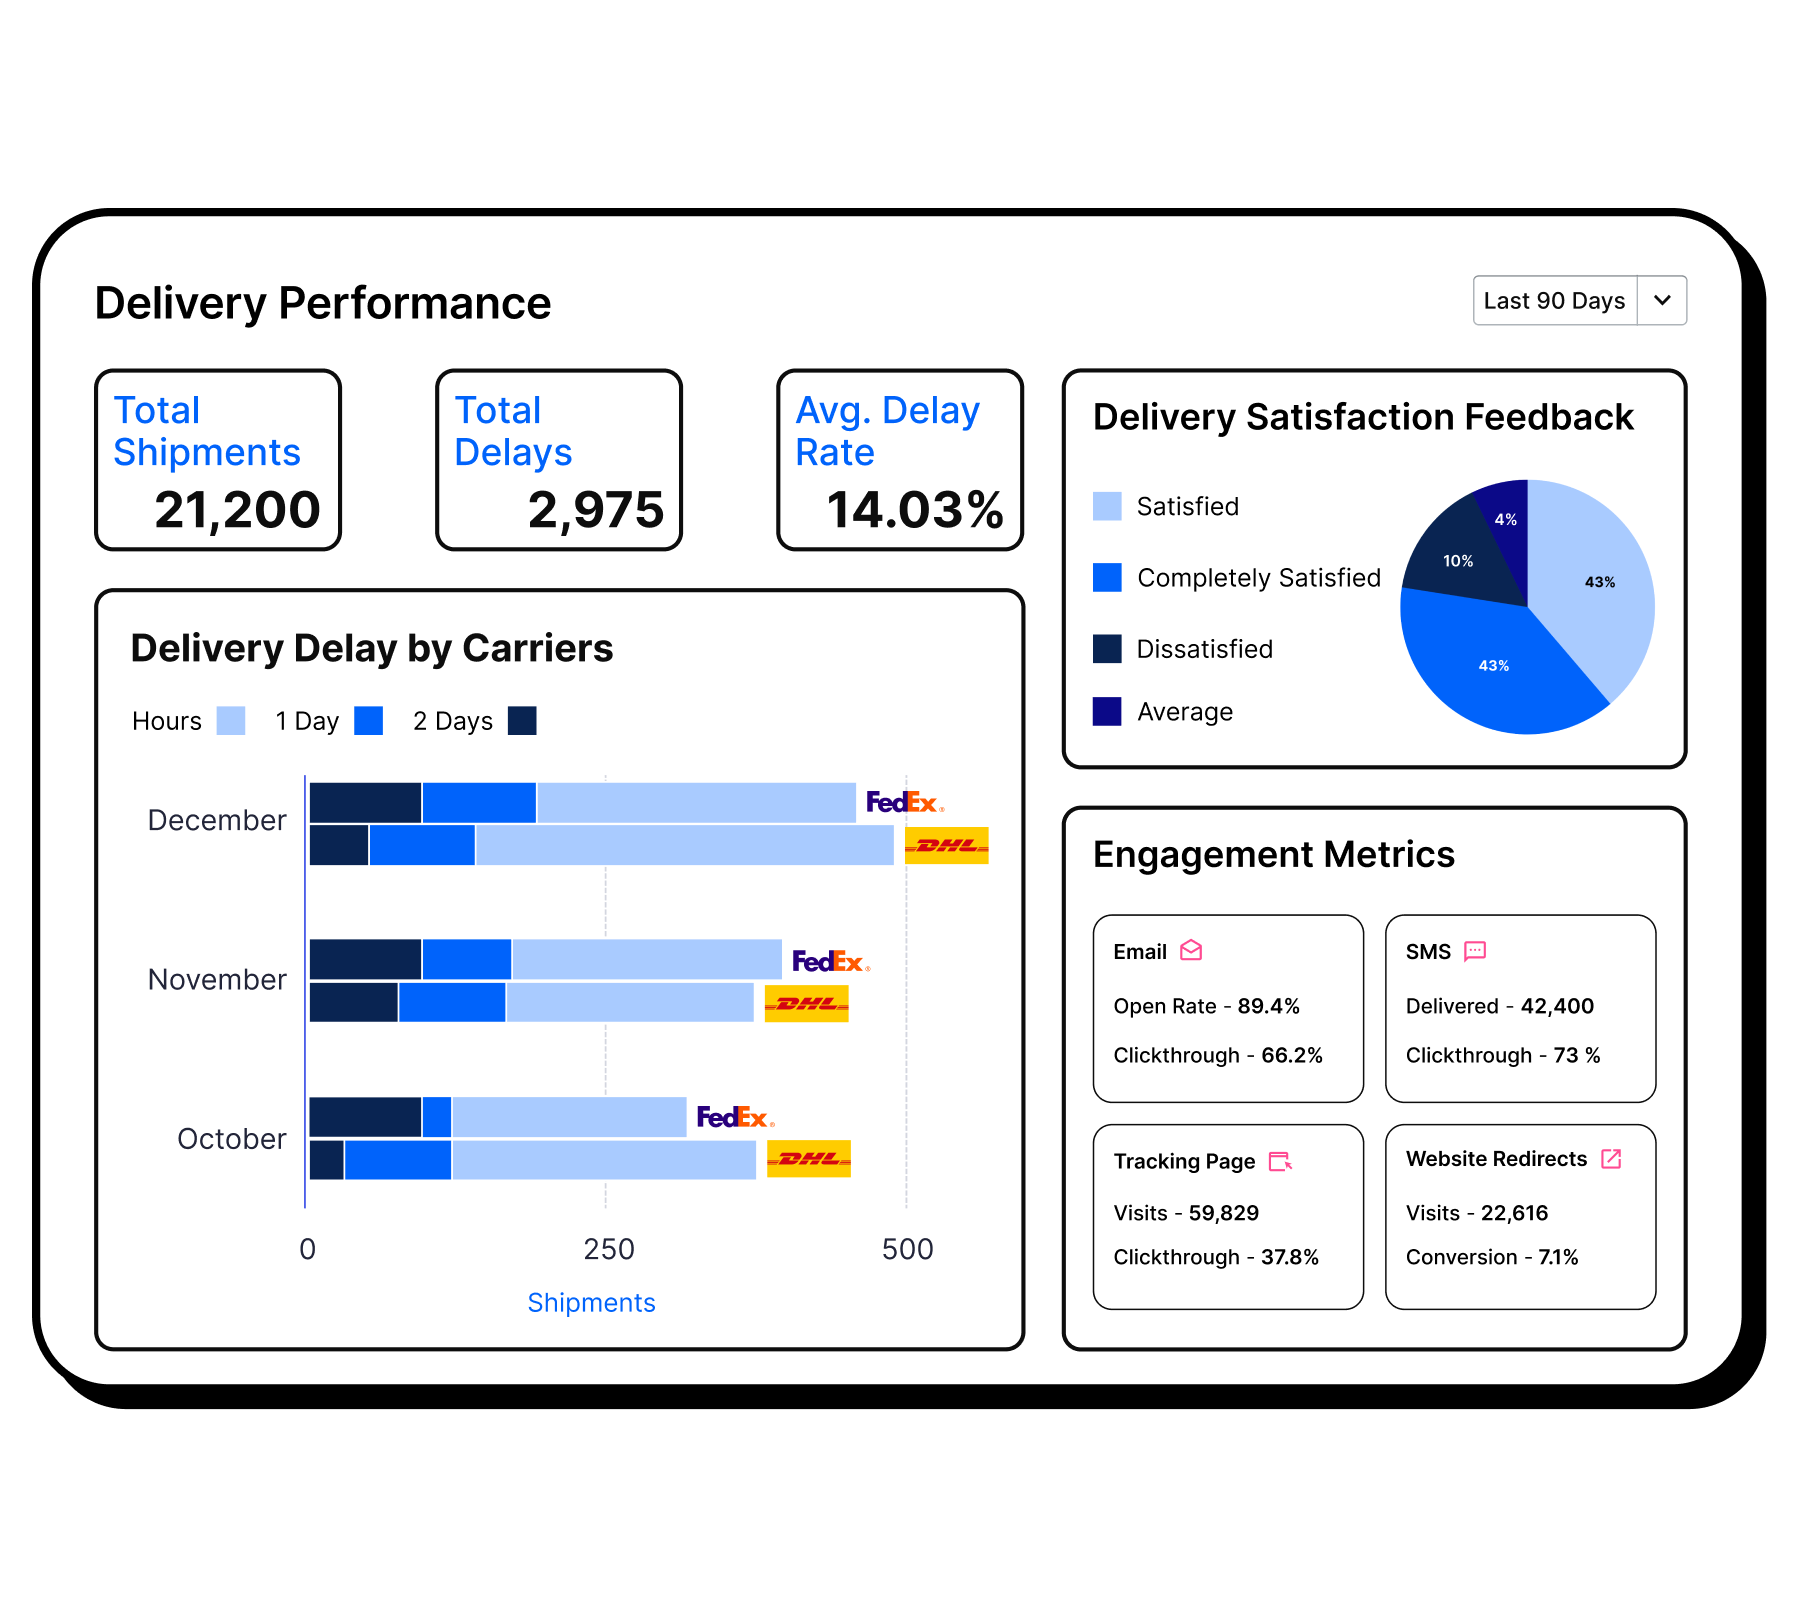 Delivery Performance
Last 90 Days
Total
Shipments
21,200
Total
Delays
2,975
Avg. Delay
Rate
14.03%
Delivery Delay by Carriers
Hours
1 Day
2 Days
December
FedEx®
DHL
November
FedEx®
DHL
October
FedEx®
DHL
0
250
500
Shipments
Delivery Satisfaction Feedback
Satisfied
Completely Satisfied
Dissatisfied
Average
4%
10%
43%
43%
Engagement Metrics
Email
Open Rate - 89.4%
Clickthrough - 66.2%
SMS
Delivered - 42,400
Clickthrough - 73 %
Tracking Page
Visits - 59,829
Clickthrough - 37.8%
Website Redirects
Visits - 22,616
Conversion - 7.1%